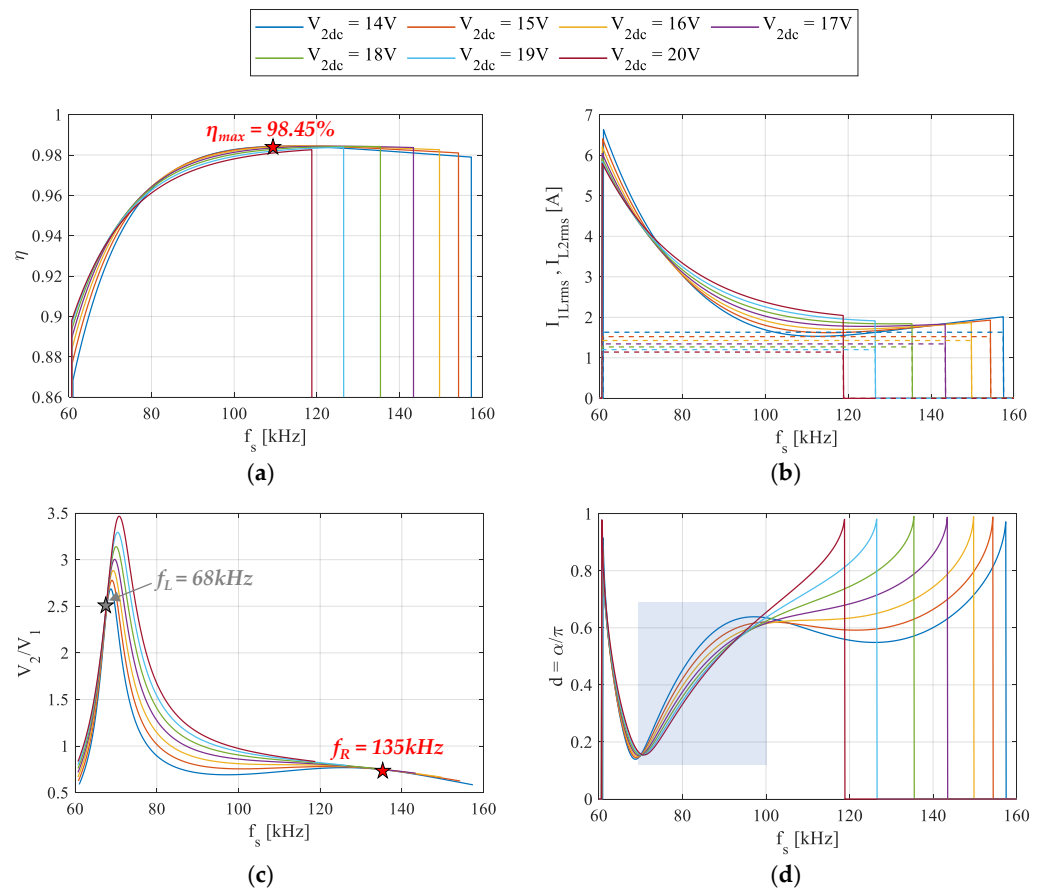 V2dc = 14V V2dc = 15V V2dc = 16V V2dc = 17V
V2dc = 18V V2dc = 19V V2dc = 20V
ηmax = 98.45%
1
0.98
0.96
0.94
0.92
0.9
0.88
0.86
η
60 80 100 120 140 160
fs [kHz]
(a)
7
6
5
4
3
2
1
0
I1Lrms , IL2rms [A]
60 80 100 120 140 160
fs [kHz]
(b)
3.5
3
2.5
2
1.5
1
0.5
V2/V1
fL = 68kHz
fR = 135kHz
60 80 100 120 140 160
fs [kHz]
(c)
1
0.8
0.6
0.4
0.2
0
d = α/π
60 80 100 120 140 160
fs [kHz]
(d)